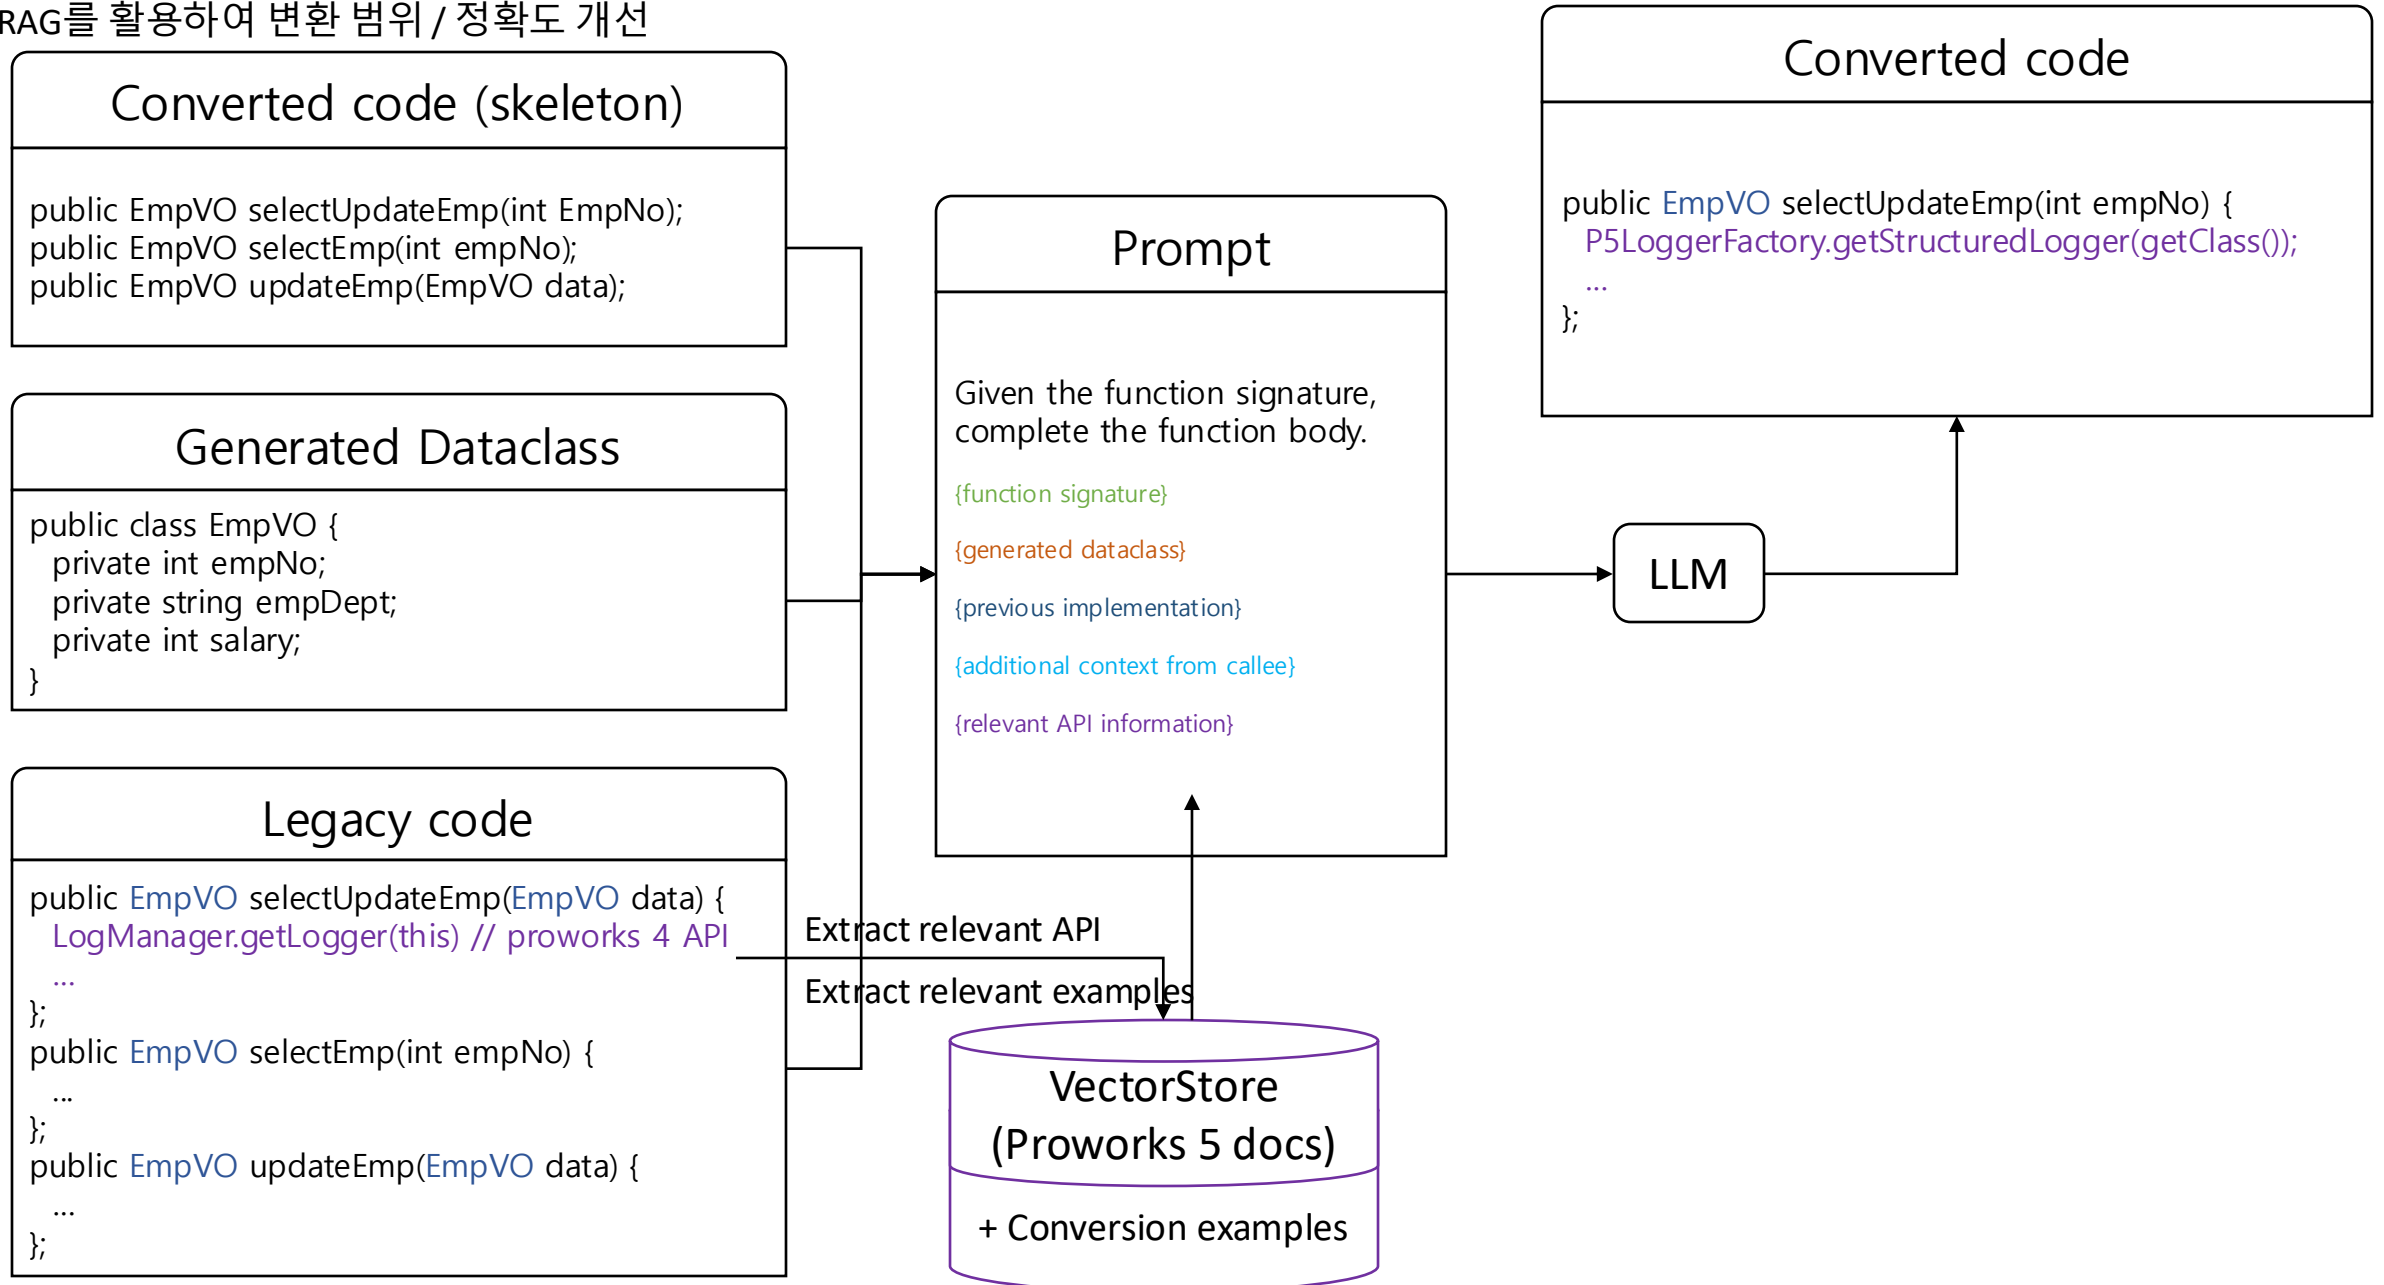 RAG를 활용하여 변환 범위 / 정확도 개선
Converted code (skeleton)
public EmpVO selectUpdateEmp(int EmpNo);
public EmpVO selectEmp(int empNo);
public EmpVO updateEmp(EmpVO data);
Generated Dataclass
public class EmpVO {
private int empNo;
private string empDept;
private int salary;
}
Legacy code
public EmpVO selectUpdateEmp(EmpVO data) {
LogManager.getLogger(this) // proworks 4 API
...
};
public EmpVO selectEmp(int empNo) {
...
};
public EmpVO updateEmp(EmpVO data) {
...
};
Extract relevant API
Extract relevant examples
Prompt
Given the function signature,
complete the function body.
{function signature}
{generated dataclass}
{previous implementation}
{additional context from callee}
{relevant API information}
VectorStore
(Proworks 5 docs)
+ Conversion examples
LLM
Converted code
public EmpVO selectUpdateEmp(int empNo) {
P5LoggerFactory.getStructuredLogger(getClass());
...
};